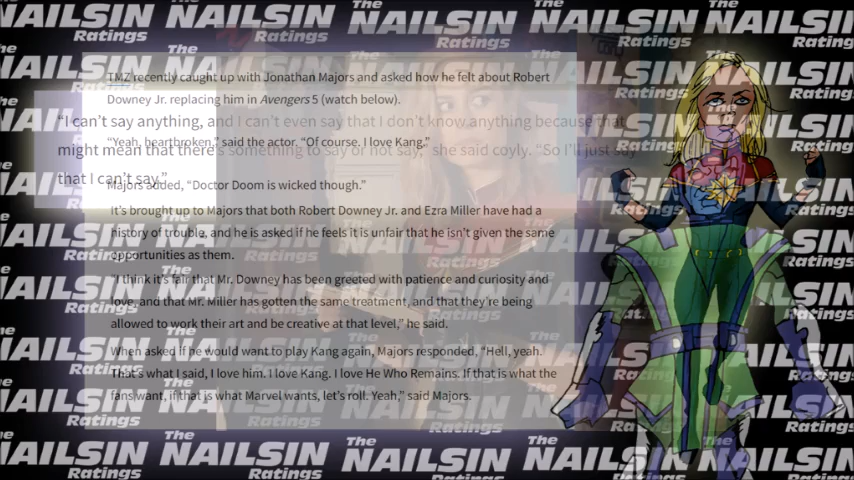 The
NAILSIN
Ratings
TMZ recently caught up with Jonathan Majors and asked how he felt about Robert
Downey Jr. replacing him in Avengers 5 (watch below).
“I can’t say anything, and I can’t even say that I don’t know anything because that
“Yeah, heartbroken,” said the actor. “Of course. I love Kang.”
might mean that there’s something to say or not say,” she said coyly. “So I’ll just say
that I can’t say.”
Majors added, “Doctor Doom is wicked though.”
It’s brought up to Majors that both Robert Downey Jr. and Ezra Miller have had a
history of trouble, and he is asked if he feels it is unfair that he isn’t given the same
opportunities as them.
“I think it’s fair that Mr. Downey has been greeted with patience and curiosity and
love, and that Mr. Miller has gotten the same treatment, and that they’re being
allowed to work their art and be creative at that level,” he said.
When asked if he would want to play Kang again, Majors responded, “Hell, yeah.
That’s what I said, I love him. I love Kang. I love He Who Remains. If that is what the
fans want, if that is what Marvel wants, let’s roll. Yeah,” said Majors.